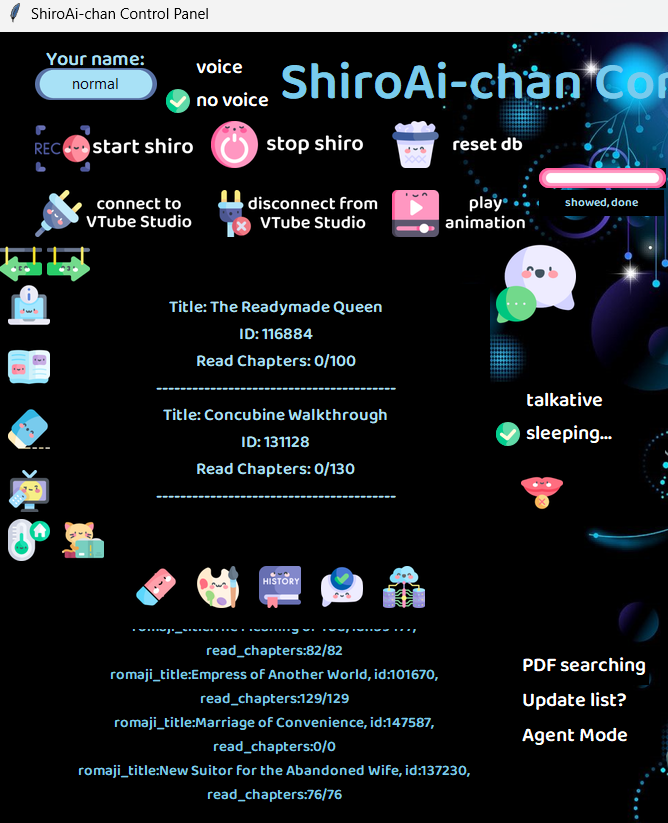 ShiroAi-chan Control Panel
Your name:
normal
voice
no voice
ShiroAi-chan Con
REC
start shiro
stop shiro
reset db
connect to
VTube Studio
disconnect from
VTube Studio
play
animation
showed, done
Title: The Readymade Queen
ID: 116884
Read Chapters: 0/100
----------------------------------------
Title: Concubine Walkthrough
ID: 131128
Read Chapters: 0/130
----------------------------------------
talkative
sleeping...
HISTORY
read_chapters:82/82
romaji_title:Empress of Another World, id:101670,
read_chapters:129/129
romaji_title:Marriage of Convenience, id:147587,
read_chapters:0/0
romaji_title:New Suitor for the Abandoned Wife, id:137230,
read_chapters:76/76
PDF searching
Update list?
Agent Mode